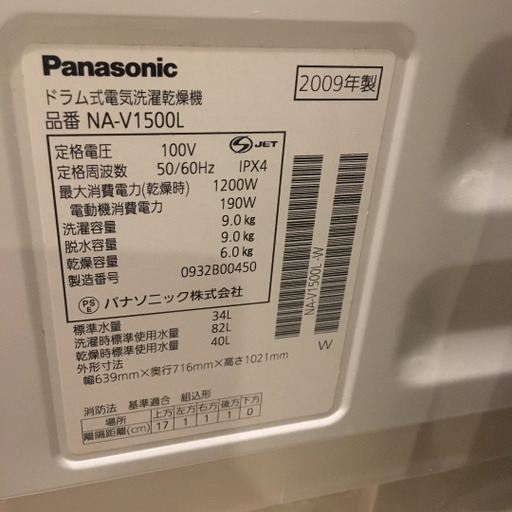 Panasonic
2009年製
ドラム式電気洗濯乾燥機
品番 NA-V1500L
定格電圧 100V
S JET
定格周波数 50/60Hz IPX4
最大消費電力(乾燥時) 1200W
電動機消費電力 190W
洗濯容量 9.0kg
脱水容量 9.0kg
乾燥容量 6.0kg
製造番号 0932B00450
PSE パナソニック株式会社
NA-V1500L-W
W
標準水量 34L
洗濯時標準使用水量 82L
乾燥時標準使用水量 40L
外形寸法
幅639mm×奥行716mm×高さ1021mm
消防法 基準適合 組込形
場所 上方 左方 右方 後方 下方
離隔距離(cm) 17 1 1 1 0